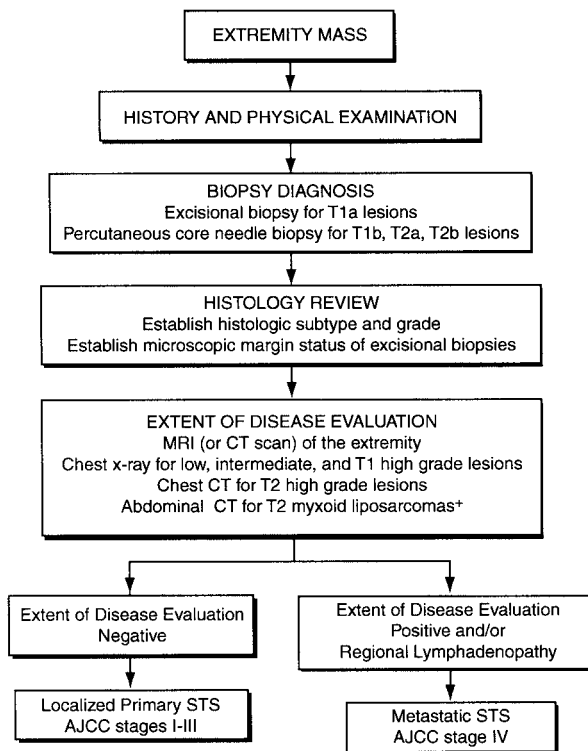 EXTREMITY MASS
HISTORY AND PHYSICAL EXAMINATION
BIOPSY DIAGNOSIS
Excisional biopsy for T1a lesions
Percutaneous core needle biopsy for T1b, T2a, T2b lesions
HISTOLOGY REVIEW
Establish histologic subtype and grade
Establish microscopic margin status of excisional biopsies
EXTENT OF DISEASE EVALUATION
MRI (or CT scan) of the extremity
Chest x-ray for low, intermediate, and T1 high grade lesions
Chest CT for T2 high grade lesions
Abdominal CT for T2 myxoid liposarcomas+
Extent of Disease Evaluation
Negative
Extent of Disease Evaluation
Positive and/or
Regional Lymphadenopathy
Localized Primary STS
AJCC stages I-III
Metastatic STS
AJCC stage IV